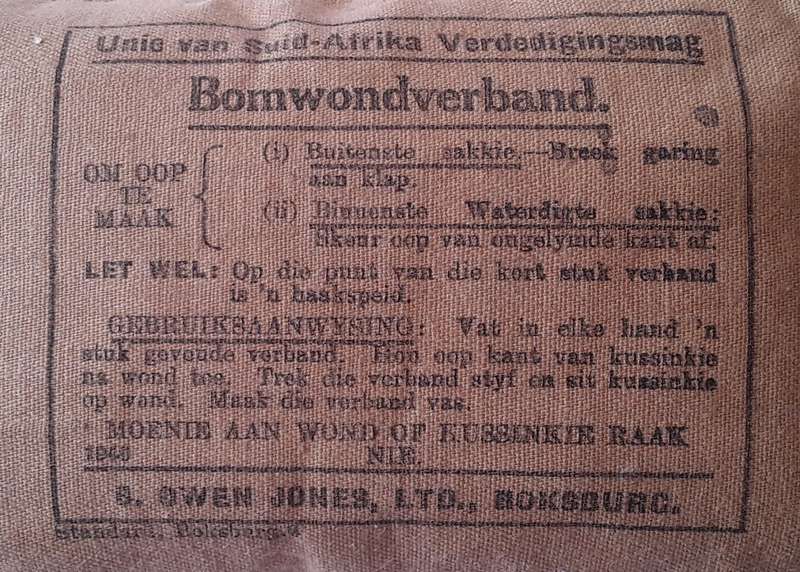 Unie van Suid-Afrika Verdedigingsmag
Bomwondverband.
OM OOP
TE
MAAK
(i) Buitenste sakkie.—Breek garing
aan klap.
(ii) Binnenste Waterdigte sakkie:
Skeur oop van ongelymde kant af.
LET WEL: Op die punt van die kort stuk verband
is 'n haakspeld.
GEBRUIKSAANWYSING: Vat in elke hand 'n
stuk gevoude verband. Hou oop kant van kussinkie
na wond toe. Trek die verband styf en sit kussinkie
op wond. Maak die verband vas.
MOENIE AAN WOND OF KUSSINKIE RAAK
NIE.
S. OWEN JONES, LTD., BOKSBURG.
Standard, Boksburg.